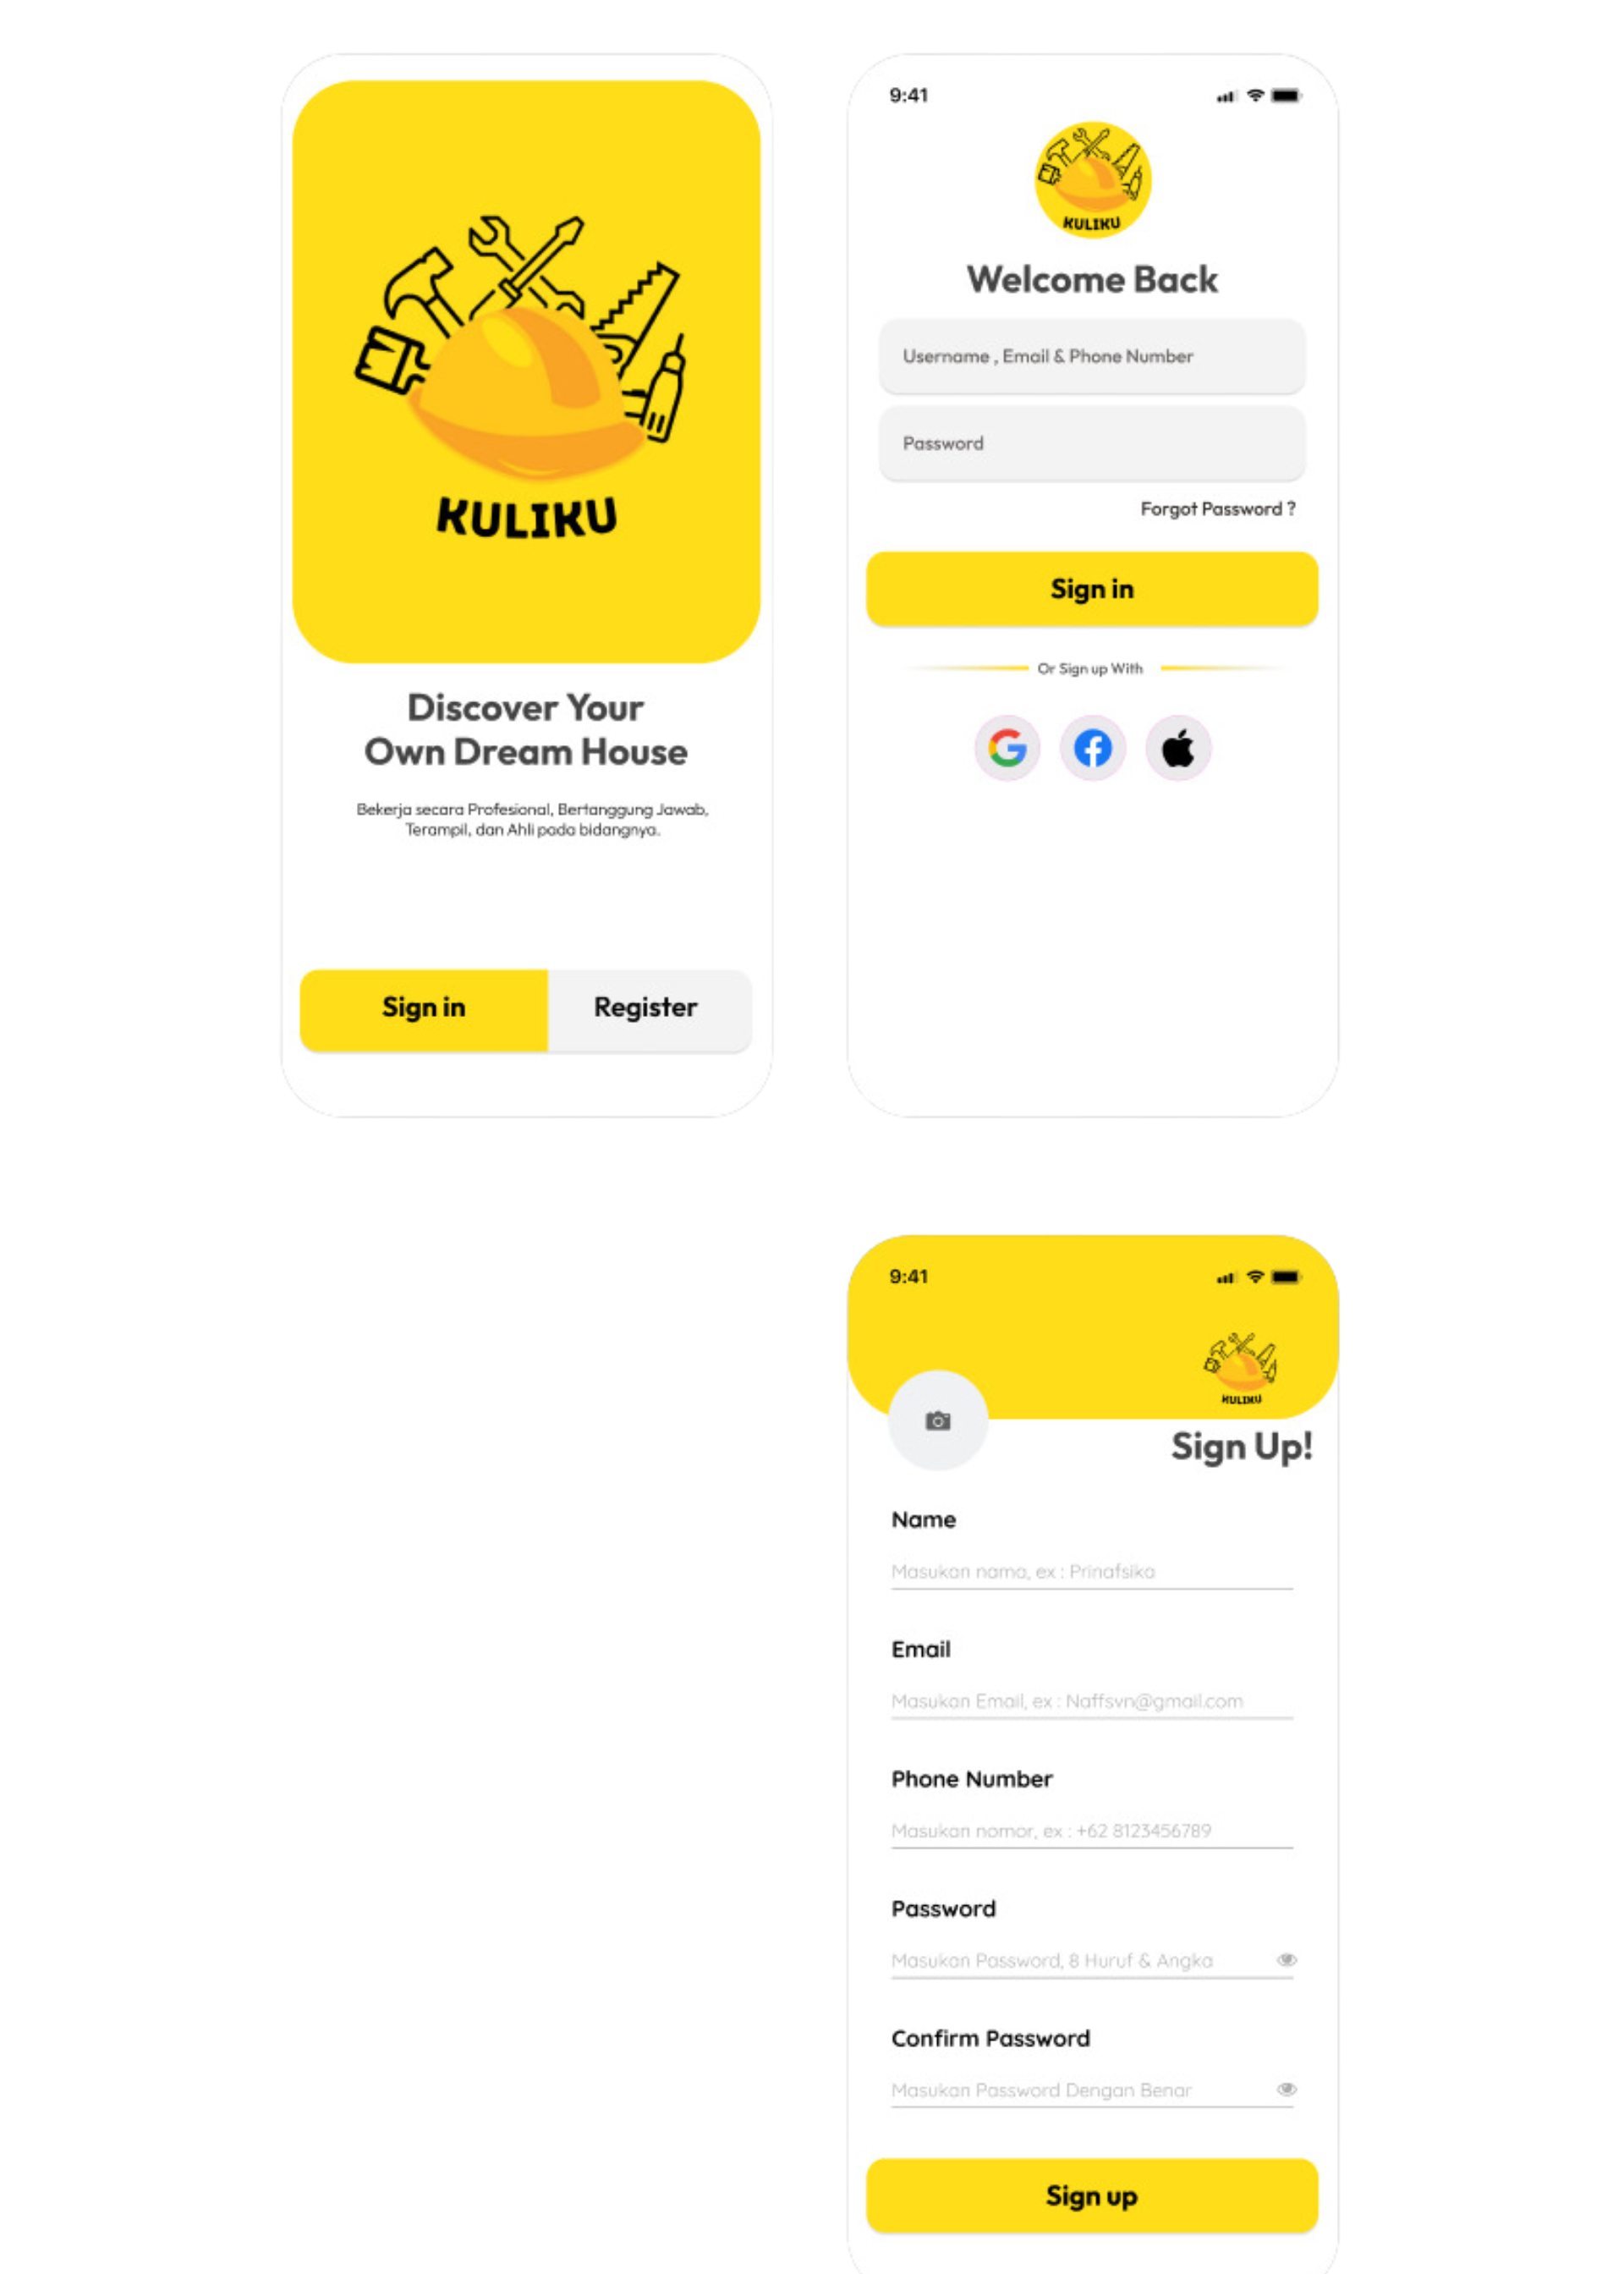 KULIKU
Discover Your
Own Dream House
Bekerja secara Profesional, Bertanggung Jawab,
Terampil, dan Ahli pada bidangnya.
Sign in
Register
9:41
KULIKU
Welcome Back
Username , Email & Phone Number
Password
Forgot Password ?
Sign in
Or Sign up With
9:41
KULIKU
Sign Up!
Name
Masukan nama, ex : Prinafsika
Email
Masukan Email, ex : Naffsvn@gmail.com
Phone Number
Masukan nomor, ex : +62 8123456789
Password
Masukan Password, 8 Huruf & Angka
Confirm Password
Masukan Password Dengan Benar
Sign up